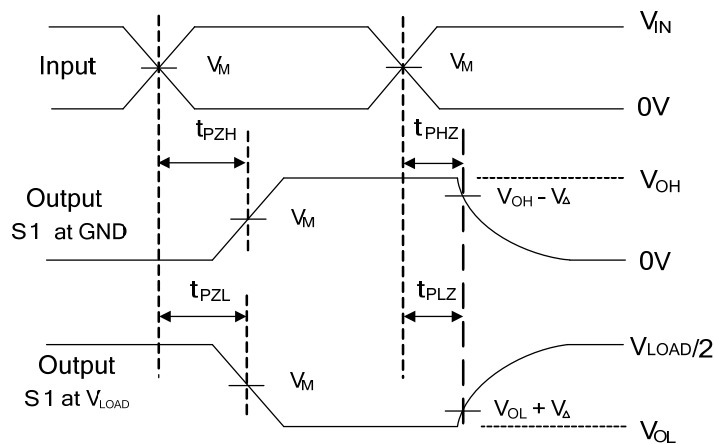 V_IN
Input
V_M
V_M
0V
t_PZH
t_PHZ
V_OH
Output
S1 at GND
V_M
V_OH – V_Δ
0V
t_PZL
t_PLZ
V_LOAD/2
Output
S1 at V_LOAD
V_M
V_OL + V_Δ
V_OL